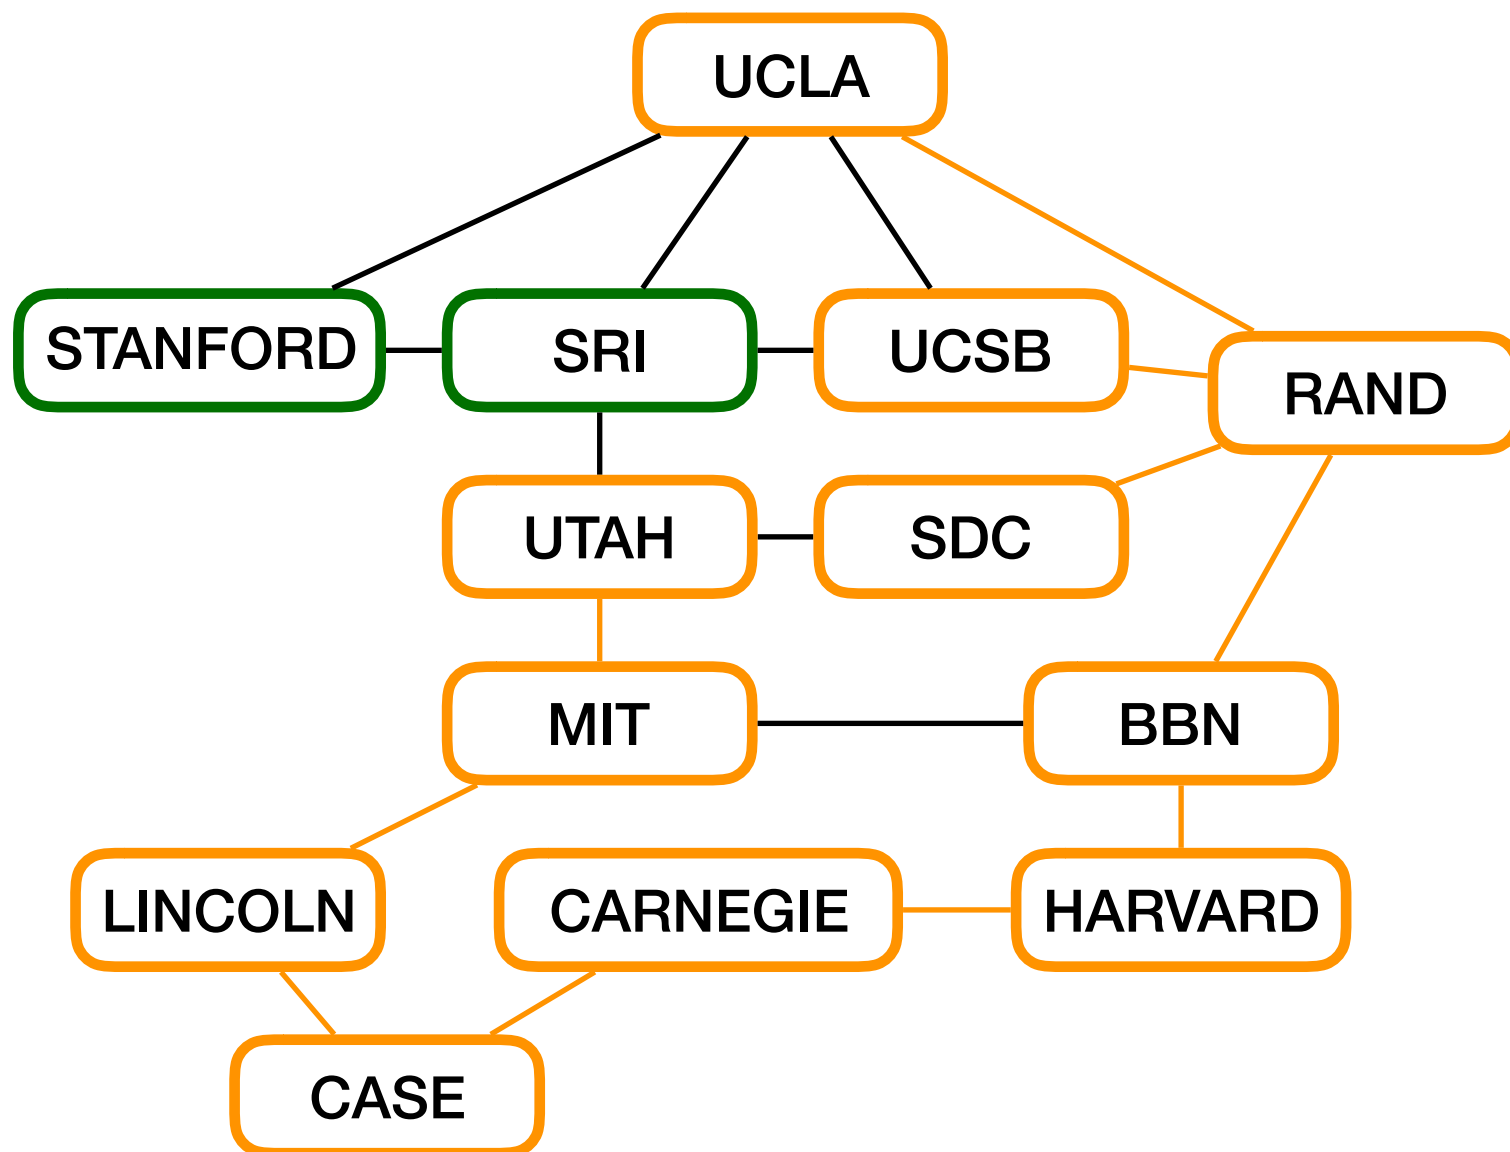 UCLA
STANFORD
SRI
UCSB
RAND
UTAH
SDC
MIT
BBN
LINCOLN
CARNEGIE
HARVARD
CASE